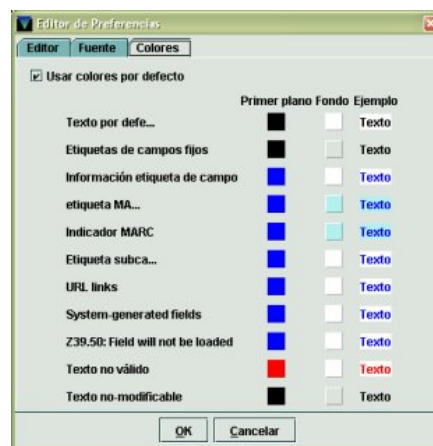 Editor de Preferencias
Editor Fuente Colores
Usar colores por defecto
Primer plano Fondo Ejemplo
Texto por defe... Texto
Etiquetas de campos fijos Texto
Información etiqueta de campo Texto
etiqueta MA... Texto
Indicador MARC Texto
Etiqueta subca... Texto
URL links Texto
System-generated fields Texto
Z39.50: Field will not be loaded Texto
Texto no válido Texto
Texto no-modificable Texto
OK Cancelar